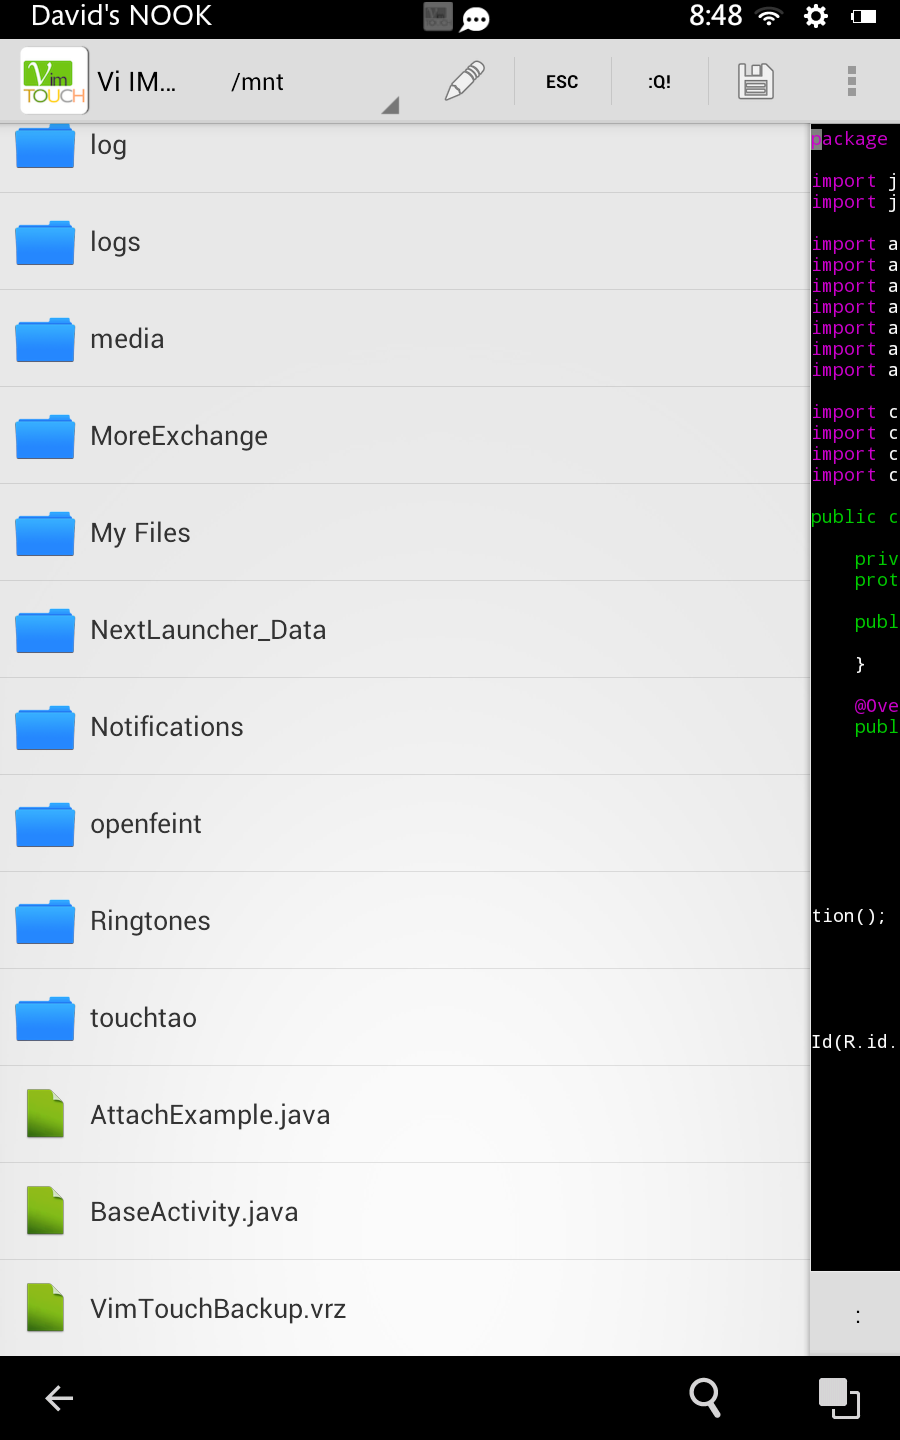 David's NOOK
8:48
Vim
TOUCH
Vi IM...
/mnt
ESC
:Q!
log
logs
media
MoreExchange
My Files
NextLauncher_Data
Notifications
openfeint
Ringtones
touchtao
AttachExample.java
BaseActivity.java
VimTouchBackup.vrz
package
import j
import j
import a
import a
import a
import a
import a
import a
import a
import c
import c
import c
import c
public c
priv
prot
publ
}
@Ove
publ
tion();
Id(R.id.
: